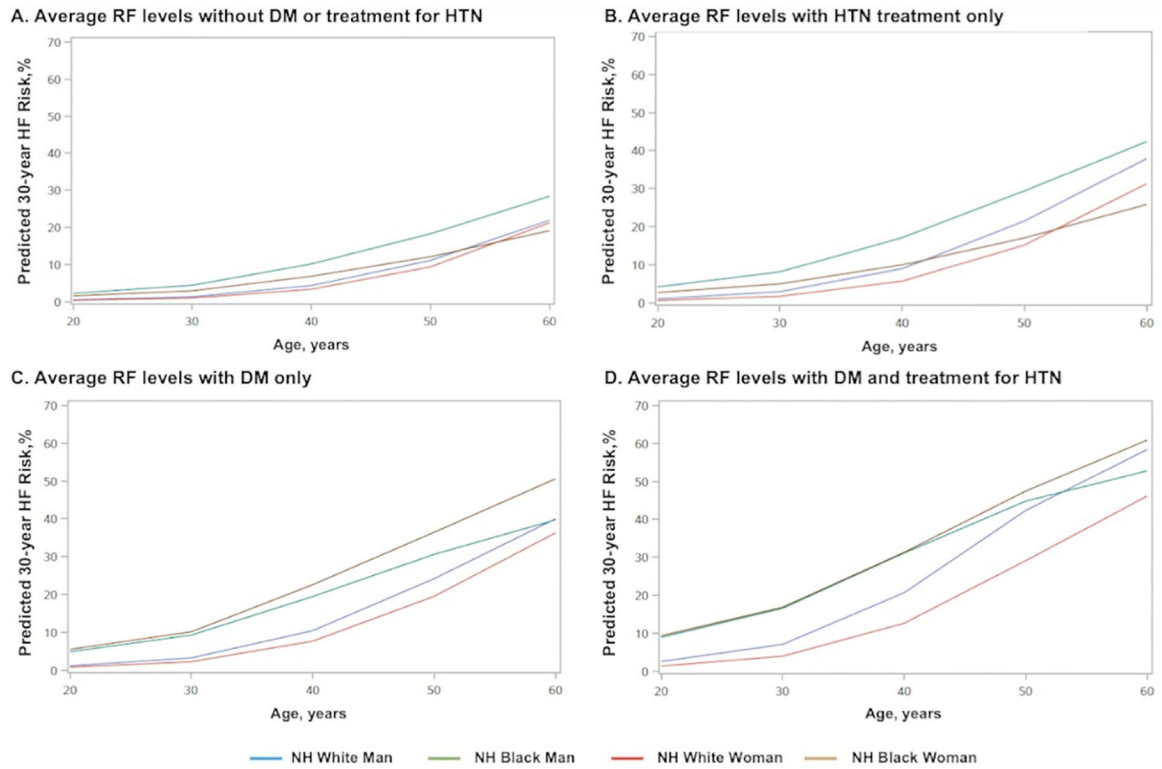 A. Average RF levels without DM or treatment for HTN
Predicted 30-year HF Risk,%
70
60
50
40
30
20
10
0
20 30 40 50 60
Age, years
B. Average RF levels with HTN treatment only
Predicted 30-year HF Risk,%
70
60
50
40
30
20
10
0
20 30 40 50 60
Age, years
C. Average RF levels with DM only
Predicted 30-year HF Risk,%
70
60
50
40
30
20
10
0
20 30 40 50 60
Age, years
D. Average RF levels with DM and treatment for HTN
Predicted 30-year HF Risk,%
70
60
50
40
30
20
10
0
20 30 40 50 60
Age, years
NH White Man NH Black Man NH White Woman NH Black Woman